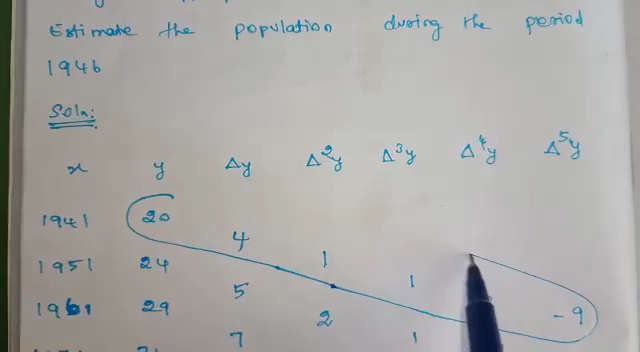 Estimate the population during the period
1946
Soln:
x y Δy Δ²y Δ³y Δ⁴y Δ⁵y
1941 20
4
1951 24 1
5 1
1961 29 2 -9
7 1